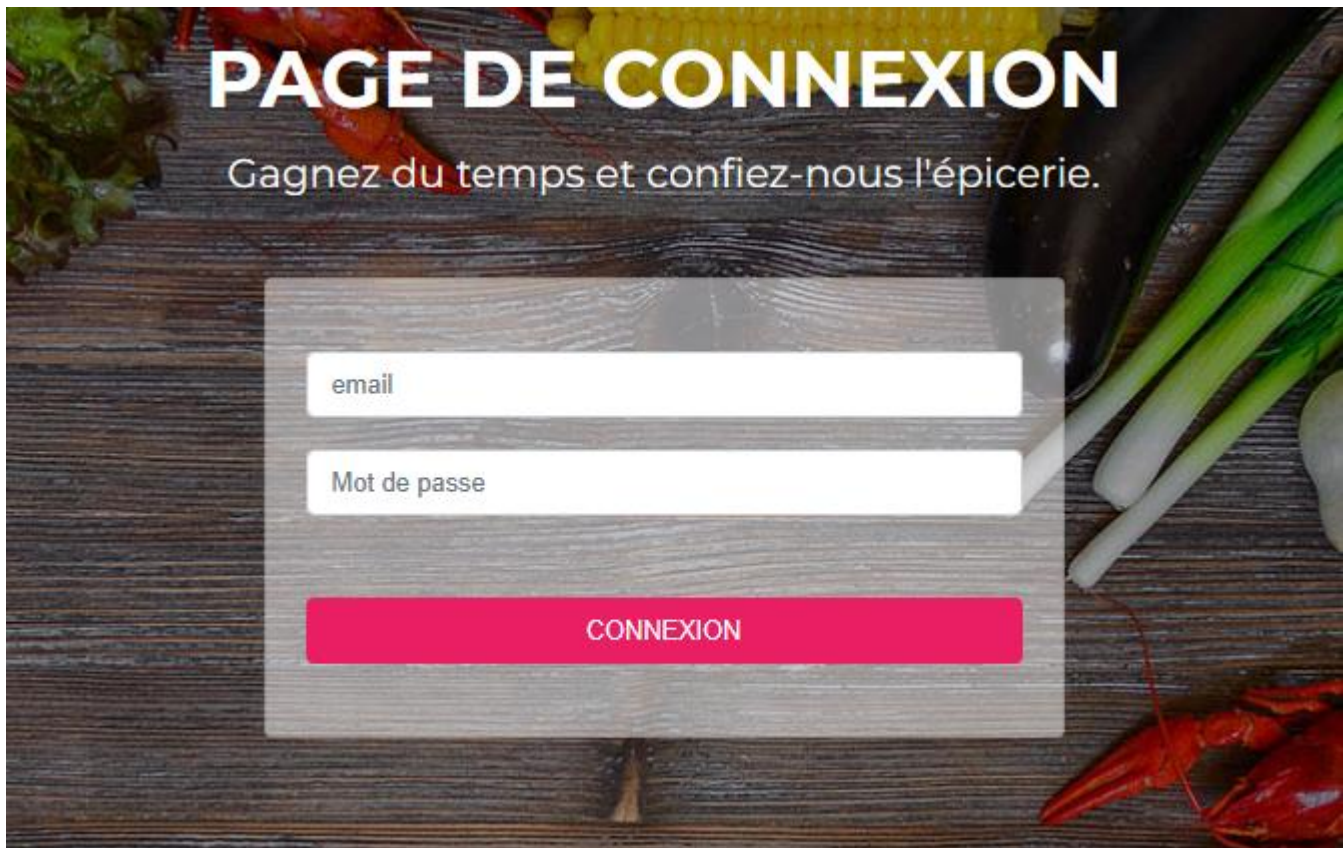 PAGE DE CONNEXION
Gagnez du temps et confiez-nous l'épicerie.
email
Mot de passe
CONNEXION